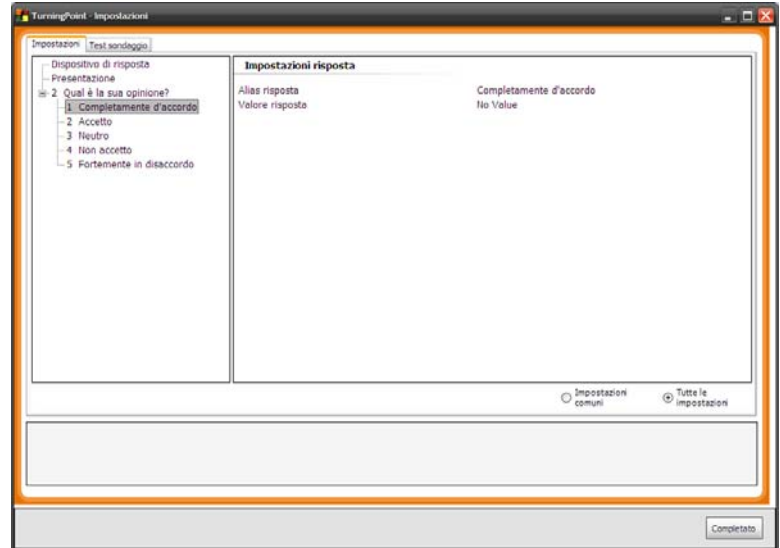 TurningPoint - Impostazioni
Impostazioni Test sondaggio
Dispositivo di risposta
Presentazione
2 Qual è la sua opinione?
1 Completamente d'accordo
2 Accetto
3 Neutro
4 Non accetto
5 Fortemente in disaccordo
Impostazioni risposta
Alias risposta Completamente d'accordo
Valore risposta No Value
Impostazioni
comuni
Tutte le
impostazioni
Completato